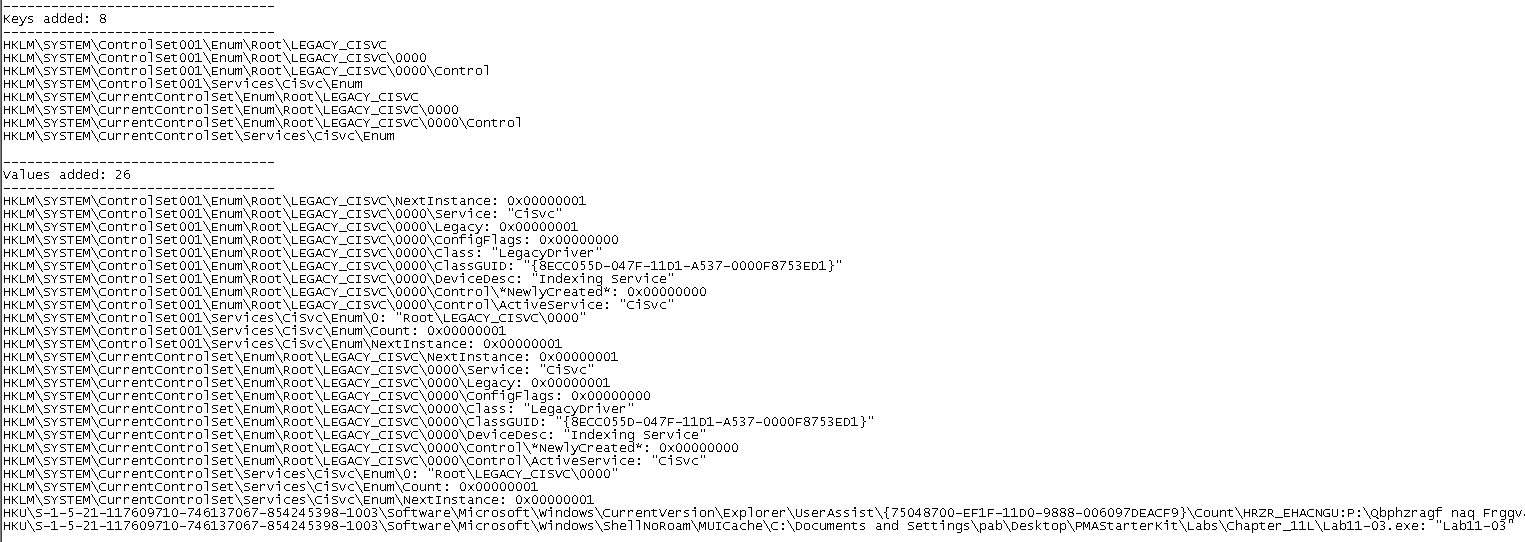 ----------------------------------
Keys added: 8
----------------------------------
HKLM\SYSTEM\ControlSet001\Enum\Root\LEGACY_CISVC
HKLM\SYSTEM\ControlSet001\Enum\Root\LEGACY_CISVC\0000
HKLM\SYSTEM\ControlSet001\Enum\Root\LEGACY_CISVC\0000\Control
HKLM\SYSTEM\ControlSet001\Services\CiSvc\Enum
HKLM\SYSTEM\CurrentControlSet\Enum\Root\LEGACY_CISVC
HKLM\SYSTEM\CurrentControlSet\Enum\Root\LEGACY_CISVC\0000
HKLM\SYSTEM\CurrentControlSet\Enum\Root\LEGACY_CISVC\0000\Control
HKLM\SYSTEM\CurrentControlSet\Services\CiSvc\Enum
----------------------------------
Values added: 26
----------------------------------
HKLM\SYSTEM\ControlSet001\Enum\Root\LEGACY_CISVC\NextInstance: 0x00000001
HKLM\SYSTEM\ControlSet001\Enum\Root\LEGACY_CISVC\0000\Service: "CiSvc"
HKLM\SYSTEM\ControlSet001\Enum\Root\LEGACY_CISVC\0000\Legacy: 0x00000001
HKLM\SYSTEM\ControlSet001\Enum\Root\LEGACY_CISVC\0000\ConfigFlags: 0x00000000
HKLM\SYSTEM\ControlSet001\Enum\Root\LEGACY_CISVC\0000\Class: "LegacyDriver"
HKLM\SYSTEM\ControlSet001\Enum\Root\LEGACY_CISVC\0000\ClassGUID: "{8ECC055D-047F-11D1-A537-0000F8753ED1}"
HKLM\SYSTEM\ControlSet001\Enum\Root\LEGACY_CISVC\0000\DeviceDesc: "Indexing Service"
HKLM\SYSTEM\ControlSet001\Enum\Root\LEGACY_CISVC\0000\Control\*NewlyCreated*: 0x00000000
HKLM\SYSTEM\ControlSet001\Enum\Root\LEGACY_CISVC\0000\Control\ActiveService: "CiSvc"
HKLM\SYSTEM\ControlSet001\Services\CiSvc\Enum\0: "Root\LEGACY_CISVC\0000"
HKLM\SYSTEM\ControlSet001\Services\CiSvc\Enum\Count: 0x00000001
HKLM\SYSTEM\ControlSet001\Services\CiSvc\Enum\NextInstance: 0x00000001
HKLM\SYSTEM\CurrentControlSet\Enum\Root\LEGACY_CISVC\NextInstance: 0x00000001
HKLM\SYSTEM\CurrentControlSet\Enum\Root\LEGACY_CISVC\0000\Service: "CiSvc"
HKLM\SYSTEM\CurrentControlSet\Enum\Root\LEGACY_CISVC\0000\Legacy: 0x00000001
HKLM\SYSTEM\CurrentControlSet\Enum\Root\LEGACY_CISVC\0000\ConfigFlags: 0x00000000
HKLM\SYSTEM\CurrentControlSet\Enum\Root\LEGACY_CISVC\0000\Class: "LegacyDriver"
HKLM\SYSTEM\CurrentControlSet\Enum\Root\LEGACY_CISVC\0000\ClassGUID: "{8ECC055D-047F-11D1-A537-0000F8753ED1}"
HKLM\SYSTEM\CurrentControlSet\Enum\Root\LEGACY_CISVC\0000\DeviceDesc: "Indexing Service"
HKLM\SYSTEM\CurrentControlSet\Enum\Root\LEGACY_CISVC\0000\Control\*NewlyCreated*: 0x00000000
HKLM\SYSTEM\CurrentControlSet\Enum\Root\LEGACY_CISVC\0000\Control\ActiveService: "CiSvc"
HKLM\SYSTEM\CurrentControlSet\Services\CiSvc\Enum\0: "Root\LEGACY_CISVC\0000"
HKLM\SYSTEM\CurrentControlSet\Services\CiSvc\Enum\Count: 0x00000001
HKLM\SYSTEM\CurrentControlSet\Services\CiSvc\Enum\NextInstance: 0x00000001
HKU\S-1-5-21-117609710-746137067-854245398-1003\Software\Microsoft\Windows\CurrentVersion\Explorer\UserAssist\{75048700-EF1F-11D0-9888-006097DEACF9}\Count\HRZR_EHACNGU:P:\Qbphzragf naq Frggv
HKU\S-1-5-21-117609710-746137067-854245398-1003\Software\Microsoft\Windows\ShellNoRoam\MUICache\C:\Documents and Settings\pab\Desktop\PMAStarterKit\Labs\Chapter_11L\Lab11-03.exe: "Lab11-03"